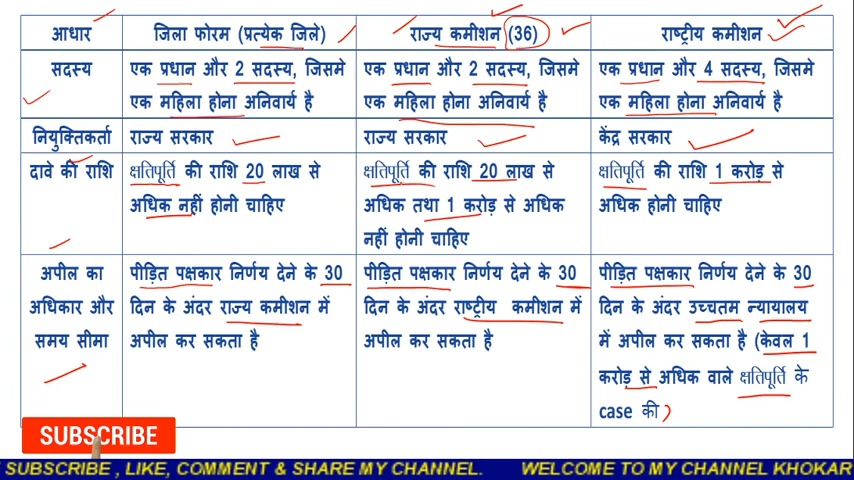 आधार
जिला फोरम (प्रत्येक जिले)
राज्य कमीशन (36)
राष्ट्रीय कमीशन
सदस्य
एक प्रधान और 2 सदस्य, जिसमे
एक महिला होना अनिवार्य है
एक प्रधान और 2 सदस्य, जिसमे
एक महिला होना अनिवार्य है
एक प्रधान और 4 सदस्य, जिसमे
एक महिला होना अनिवार्य है
नियुक्तिकर्ता
राज्य सरकार
राज्य सरकार
केंद्र सरकार
दावे की राशि
क्षतिपूर्ति की राशि 20 लाख से
अधिक नहीं होनी चाहिए
क्षतिपूर्ति की राशि 20 लाख से
अधिक तथा 1 करोड़ से अधिक
नहीं होनी चाहिए
क्षतिपूर्ति की राशि 1 करोड़ से
अधिक होनी चाहिए
अपील का
अधिकार और
समय सीमा
पीड़ित पक्षकार निर्णय देने के 30
दिन के अंदर राज्य कमीशन में
अपील कर सकता है
पीड़ित पक्षकार निर्णय देने के 30
दिन के अंदर राष्ट्रीय कमीशन में
अपील कर सकता है
पीड़ित पक्षकार निर्णय देने के 30
दिन के अंदर उच्चतम न्यायालय
में अपील कर सकता है (केवल 1
करोड़ से अधिक वाले क्षतिपूर्ति के
case की )
SUBSCRIBE
SUBSCRIBE , LIKE, COMMENT & SHARE MY CHANNEL. WELCOME TO MY CHANNEL KHOKAR